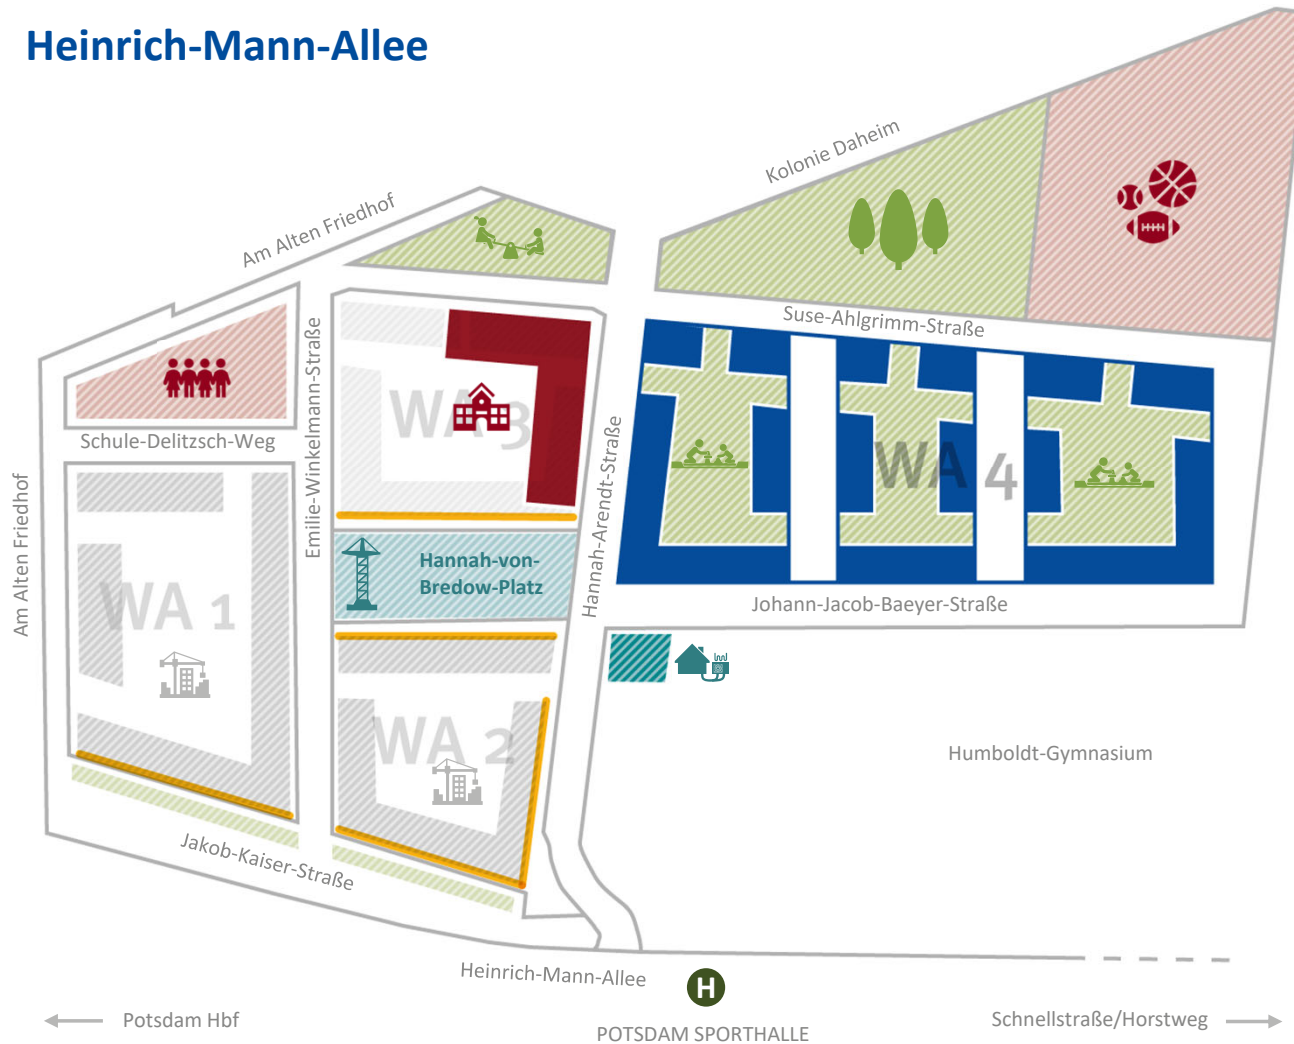 Heinrich-Mann-Allee
Kolonie Daheim
Am Alten Friedhof
Suse-Ahlgrimm-Straße
Emilie-Winkelmann-Straße
WA 3
Schule-Delitzsch-Weg
Hannah-Arendt-Straße
WA 4
Am Alten Friedhof
Hannah-von-
Bredow-Platz
WA 1
Johann-Jacob-Baeyer-Straße
WA 2
Humboldt-Gymnasium
Jakob-Kaiser-Straße
Heinrich-Mann-Allee
H
Potsdam Hbf
POTSDAM SPORTHALLE
Schnellstraße/Horstweg